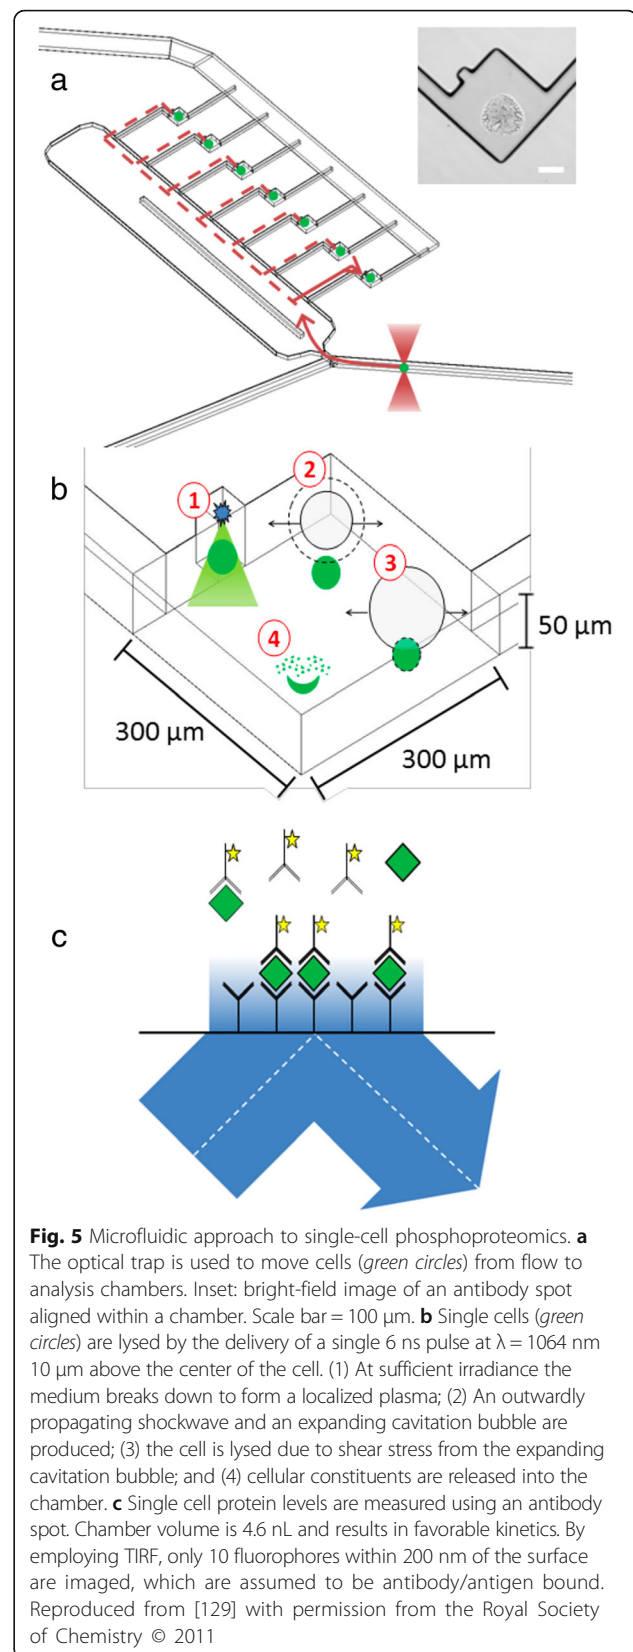 a
b
1
2
3
4
50 µm
300 µm
300 µm
c
Fig. 5 Microfluidic approach to single-cell phosphoproteomics. a
The optical trap is used to move cells (green circles) from flow to
analysis chambers. Inset: bright-field image of an antibody spot
aligned within a chamber. Scale bar = 100 µm. b Single cells (green
circles) are lysed by the delivery of a single 6 ns pulse at λ = 1064 nm
10 µm above the center of the cell. (1) At sufficient irradiance the
medium breaks down to form a localized plasma; (2) An outwardly
propagating shockwave and an expanding cavitation bubble are
produced; (3) the cell is lysed due to shear stress from the expanding
cavitation bubble; and (4) cellular constituents are released into the
chamber. c Single cell protein levels are measured using an antibody
spot. Chamber volume is 4.6 nL and results in favorable kinetics. By
employing TIRF, only 10 fluorophores within 200 nm of the surface
are imaged, which are assumed to be antibody/antigen bound.
Reproduced from [129] with permission from the Royal Society
of Chemistry © 2011